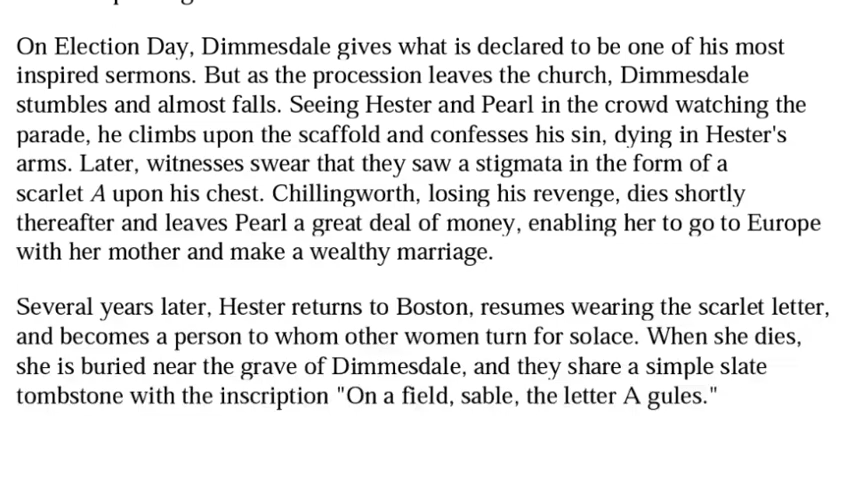 On Election Day, Dimmesdale gives what is declared to be one of his most
inspired sermons. But as the procession leaves the church, Dimmesdale
stumbles and almost falls. Seeing Hester and Pearl in the crowd watching the
parade, he climbs upon the scaffold and confesses his sin, dying in Hester's
arms. Later, witnesses swear that they saw a stigmata in the form of a
scarlet A upon his chest. Chillingworth, losing his revenge, dies shortly
thereafter and leaves Pearl a great deal of money, enabling her to go to Europe
with her mother and make a wealthy marriage.
Several years later, Hester returns to Boston, resumes wearing the scarlet letter,
and becomes a person to whom other women turn for solace. When she dies,
she is buried near the grave of Dimmesdale, and they share a simple slate
tombstone with the inscription "On a field, sable, the letter A gules."